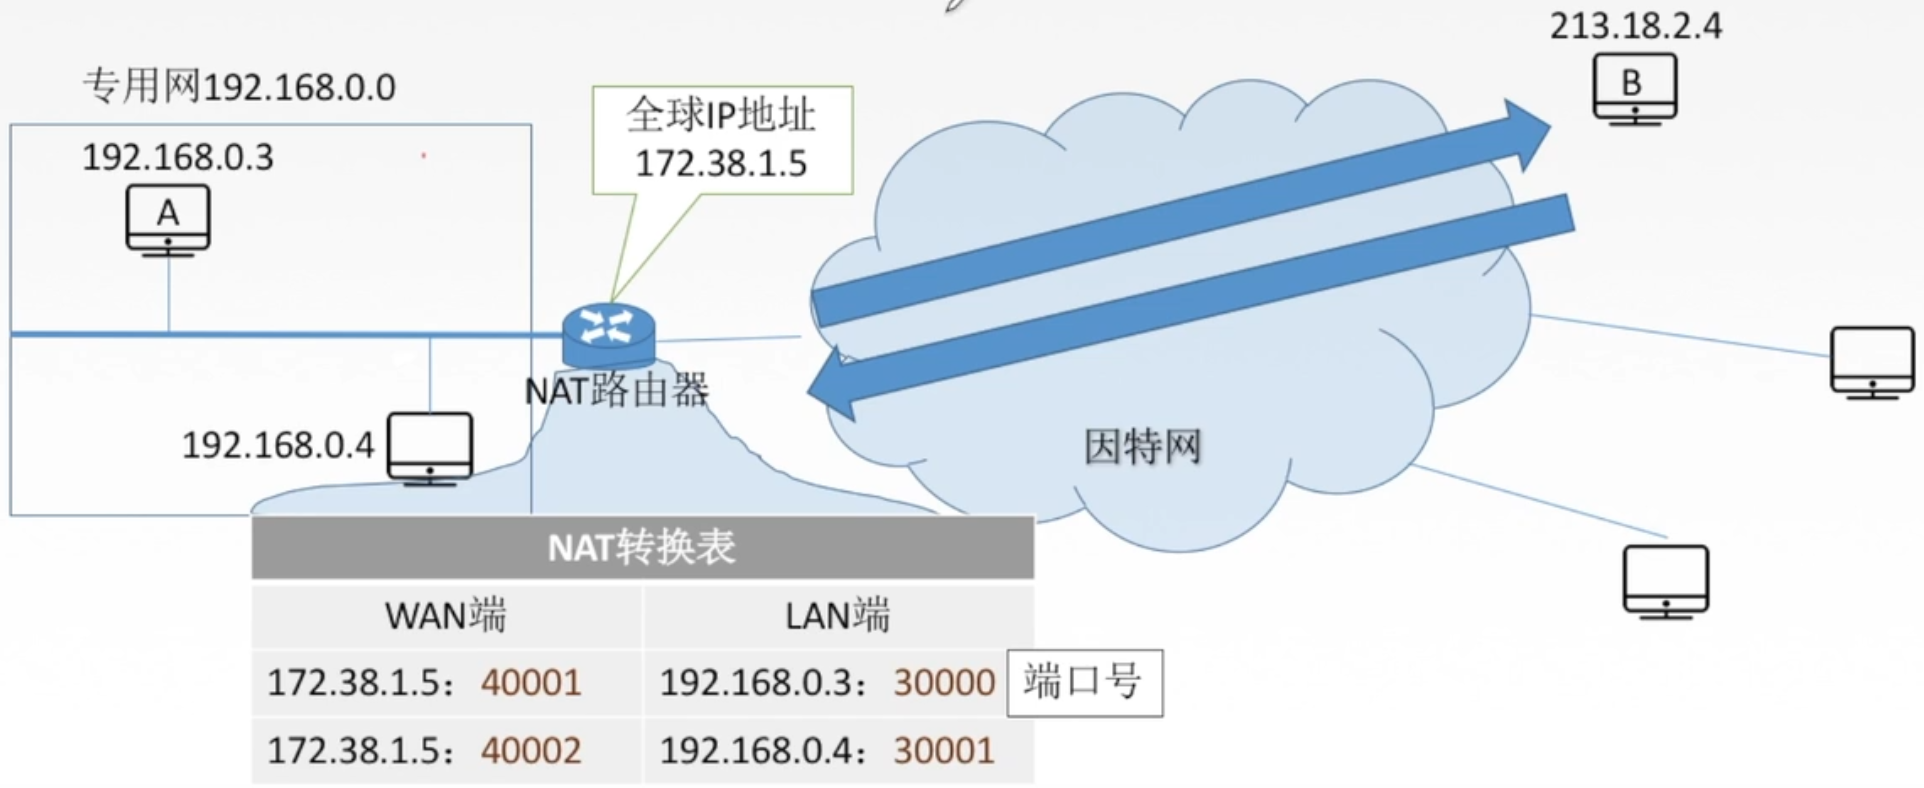 213.18.2.4
B
专用网192.168.0.0
192.168.0.3
A
全球IP地址
172.38.1.5
NAT路由器
192.168.0.4
因特网
NAT转换表
WAN端 LAN端
172.38.1.5：40001 192.168.0.3：30000 端口号
172.38.1.5：40002 192.168.0.4：30001